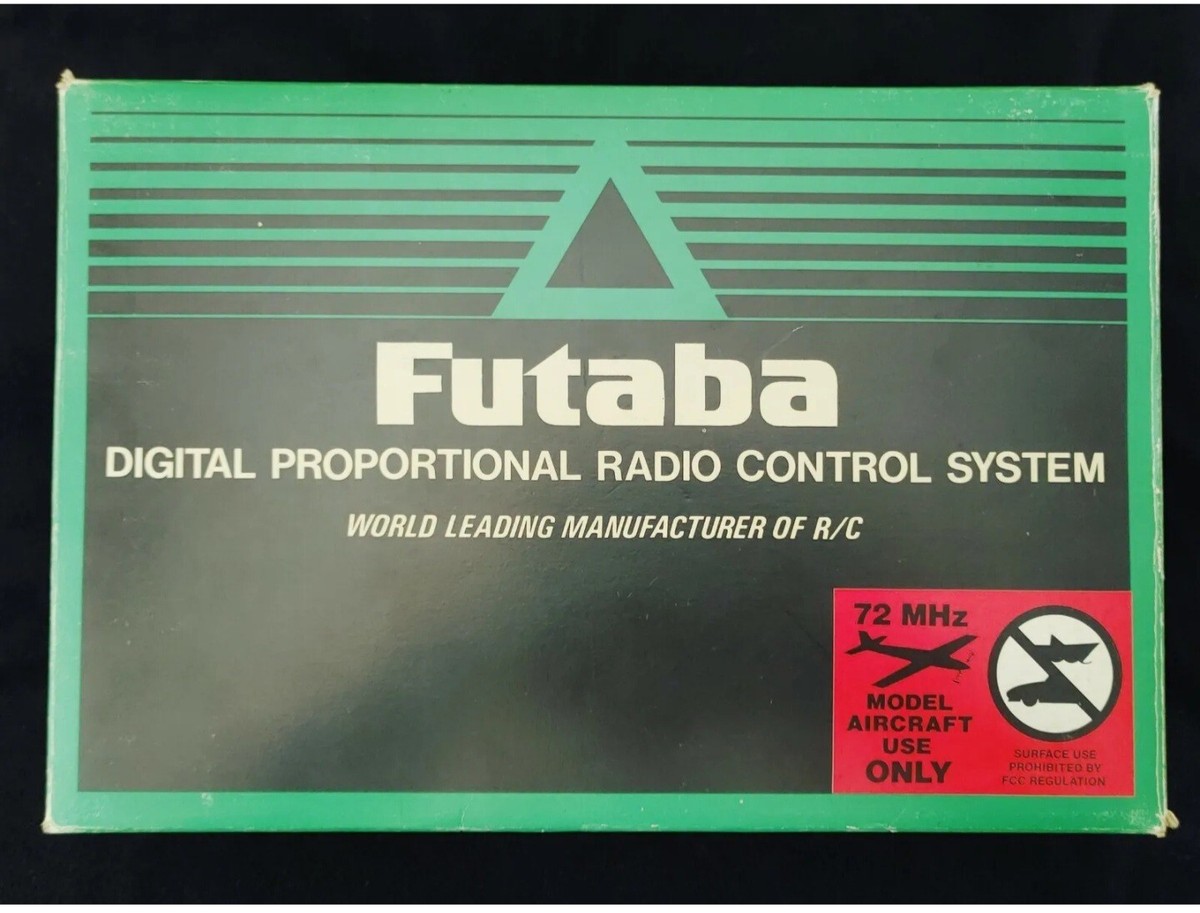 Futaba
DIGITAL PROPORTIONAL RADIO CONTROL SYSTEM
WORLD LEADING MANUFACTURER OF R/C
72 MHz
MODEL
AIRCRAFT
USE
ONLY
SURFACE USE
PROHIBITED BY
FCC REGULATION